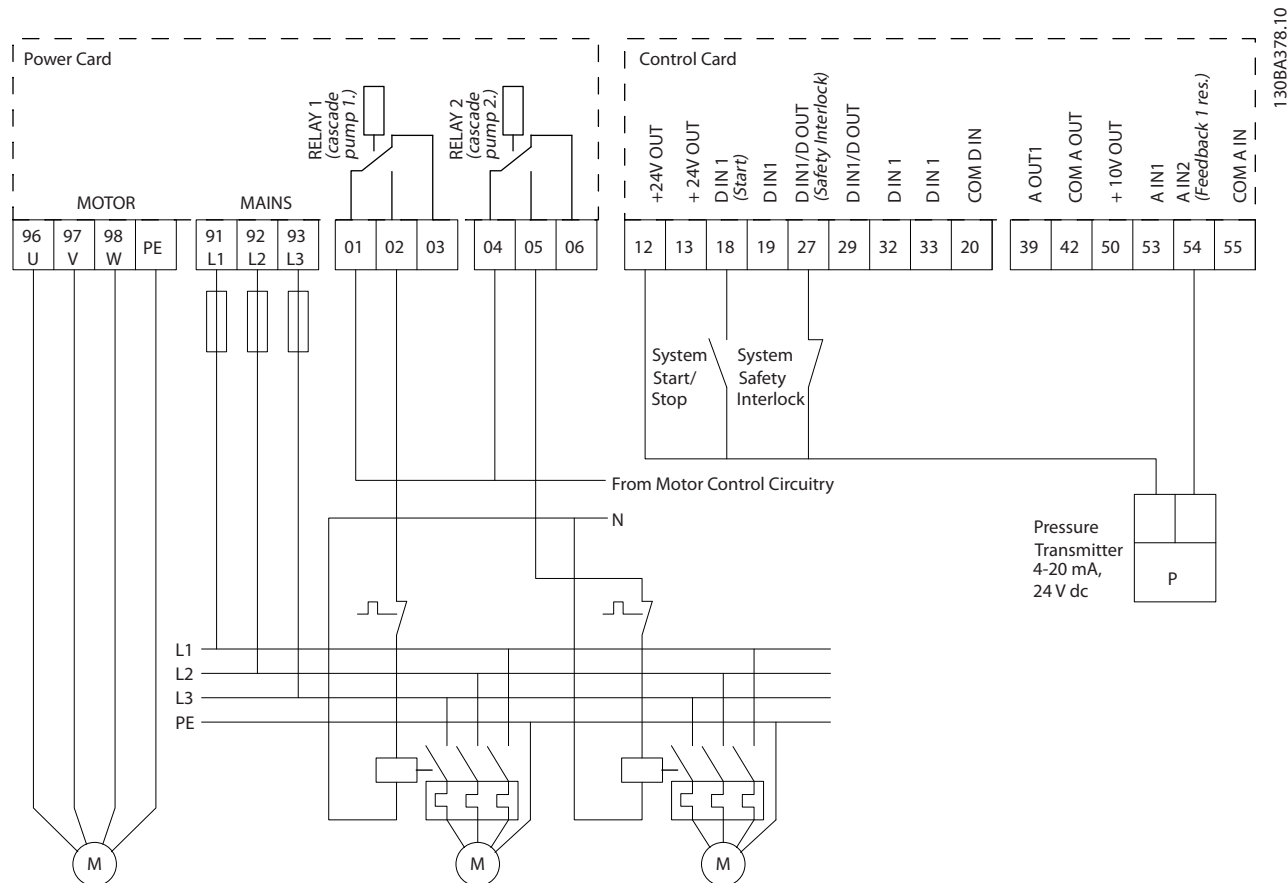 130BA378.10
Power Card
Control Card
RELAY 1
(cascade
pump 1.)
RELAY 2
(cascade
pump 2.)
+24V OUT
+ 24V OUT
D IN 1
(Start)
D IN1
D IN1/D OUT
(Safety Interlock)
D IN1/D OUT
D IN 1
D IN 1
COM D IN
A OUT1
COM A OUT
+ 10V OUT
A IN1
A IN2
(Feedback 1 res.)
COM A IN
MOTOR
MAINS
96 97 98 PE
U V W
91 92 93
L1 L2 L3
01 02 03
04 05 06
12 13 18 19 27 29 32 33 20
39 42 50 53 54 55
System
Start/
Stop
System
Safety
Interlock
From Motor Control Circuitry
N
Pressure
Transmitter
4-20 mA,
24 V dc
P
L1
L2
L3
PE
M
M
M